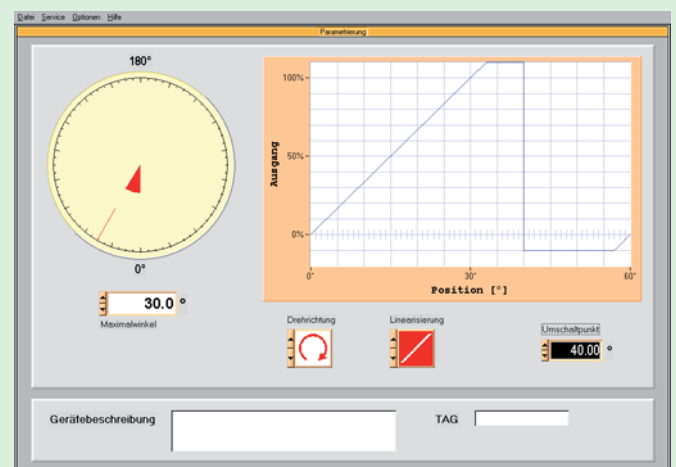 Datei Service Optionen Hilfe
Parametrierung
180°
0°
30.0 °
Maximalwinkel
100%
50%
0%
Ausgang
0° 30° 60°
Position [°]
Drehrichtung
Linearisierung
Umschaltpunkt
40.00 °
Gerätebeschreibung
TAG